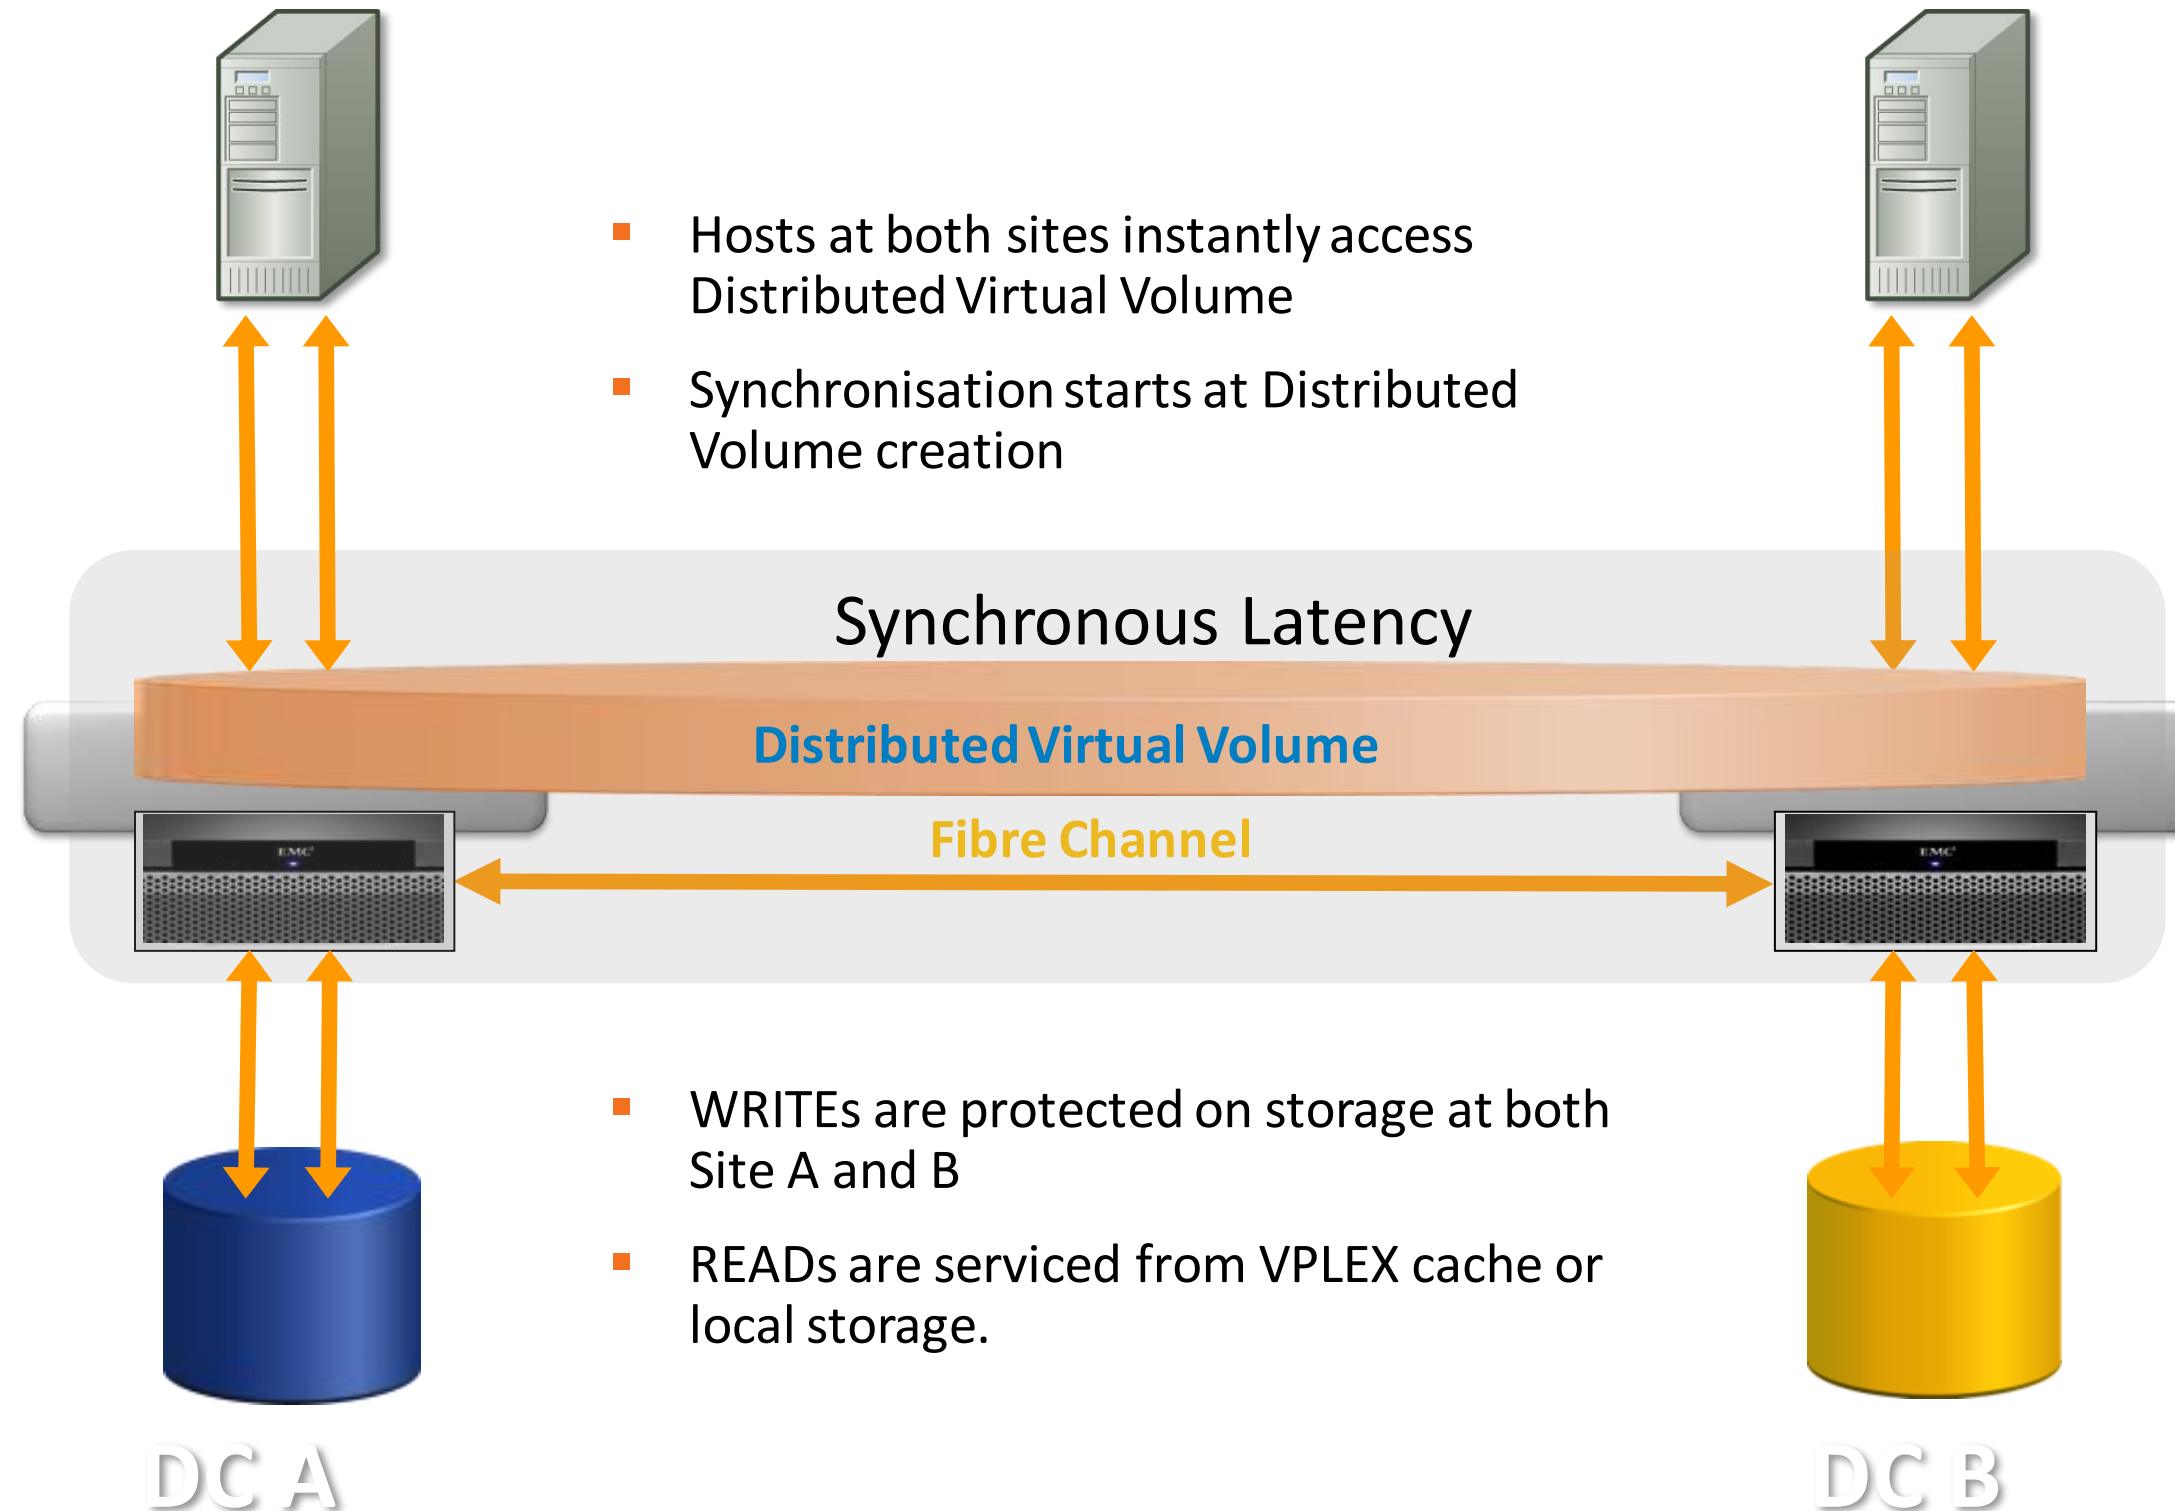 Hosts at both sites instantly access
Distributed Virtual Volume
Synchronisation starts at Distributed
Volume creation
Synchronous Latency
Distributed Virtual Volume
Fibre Channel
EMC²
EMC²
WRITEs are protected on storage at both
Site A and B
READs are serviced from VPLEX cache or
local storage.
DC A
DC B